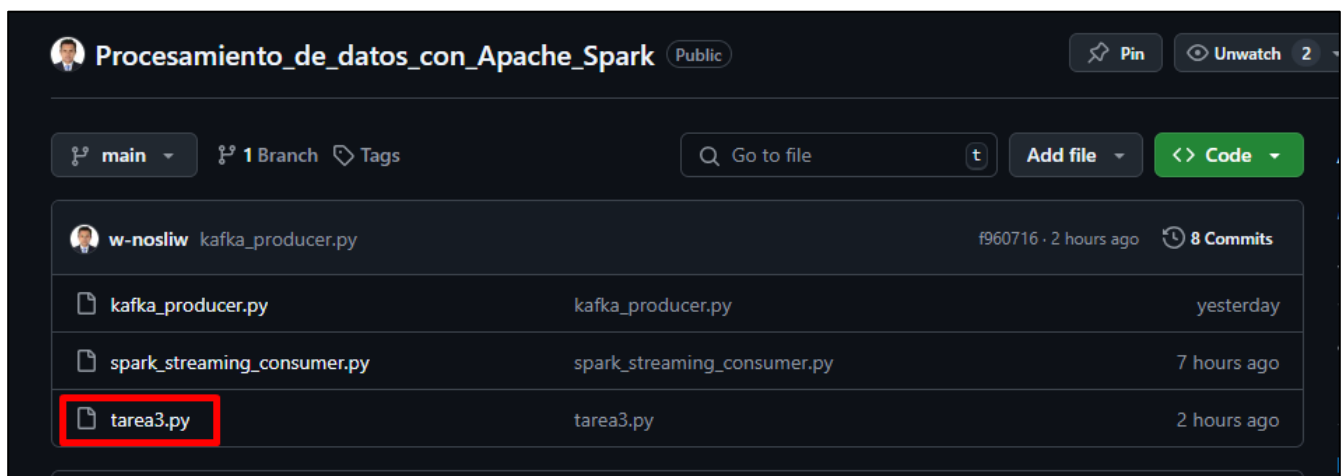 Procesamiento_de_datos_con_Apache_Spark Public Pin Unwatch 2
main 1 Branch Tags Go to file t Add file Code
w-nosliw kafka_producer.py f960716 · 2 hours ago 8 Commits
kafka_producer.py kafka_producer.py yesterday
spark_streaming_consumer.py spark_streaming_consumer.py 7 hours ago
tarea3.py tarea3.py 2 hours ago